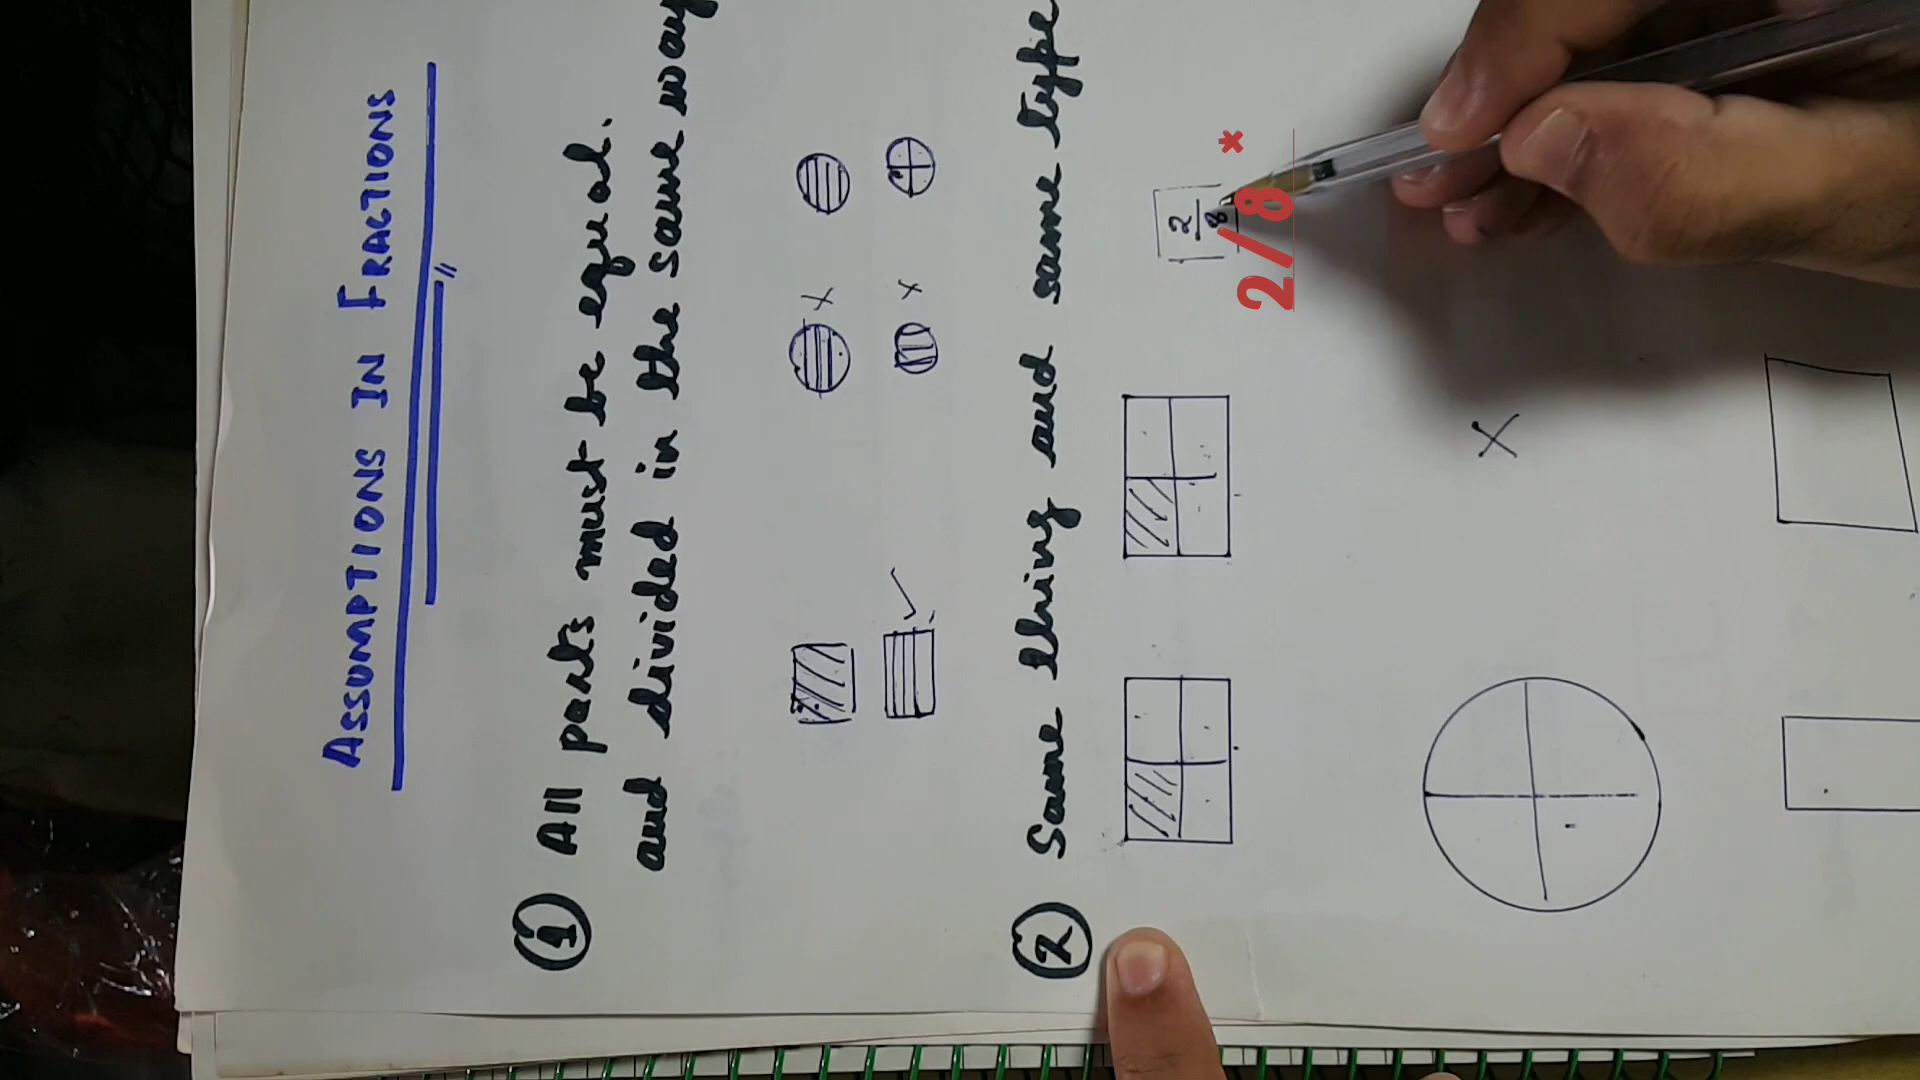 ASSUMPTIONS IN FRACTIONS
① All parts must be equal.
and divided in the same way
② Same thing and same type
2
8
2/8*